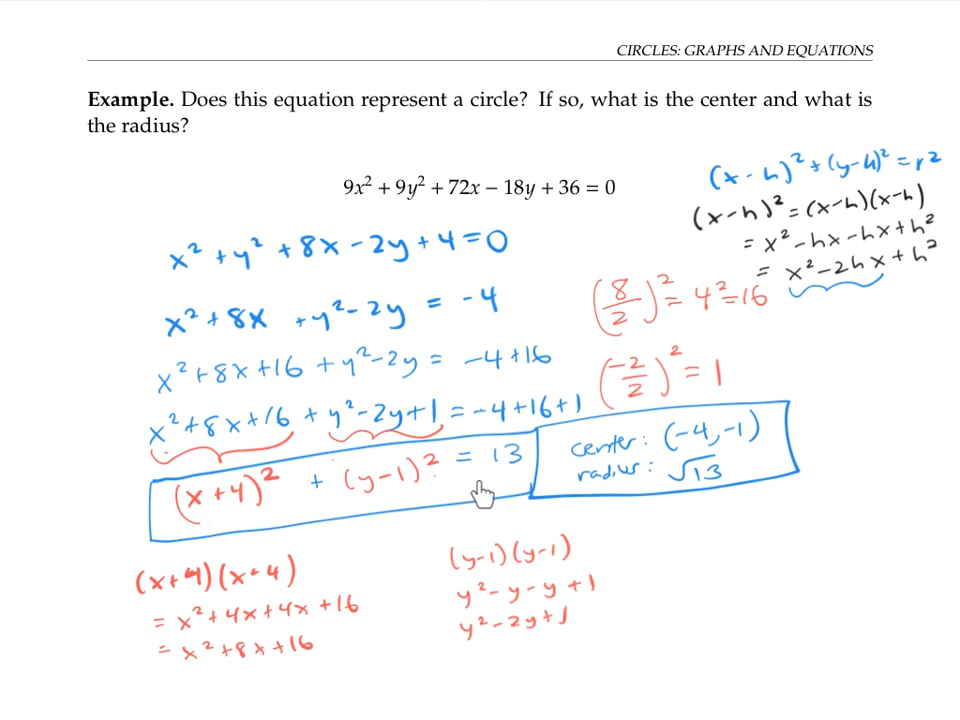 CIRCLES: GRAPHS AND EQUATIONS
Example. Does this equation represent a circle? If so, what is the center and what is
the radius?
9x² + 9y² + 72x − 18y + 36 = 0
(x-h)² + (y-k)² = r²
(x-h)² = (x-h)(x-h)
= x² - hx - hx + h²
= x² - 2hx + h²
x² + y² + 8x - 2y + 4 = 0
x² + 8x + y² - 2y = -4
(8/2)² = 4² = 16
x² + 8x + 16 + y² - 2y = -4 + 16
(-2/2)² = 1
x² + 8x + 16 + y² - 2y + 1 = -4 + 16 + 1
(x+4)² + (y-1)² = 13
center: (-4, -1)
radius: √13
(x+4)(x+4)
= x² + 4x + 4x + 16
= x² + 8x + 16
(y-1)(y-1)
y² - y - y + 1
y² - 2y + 1